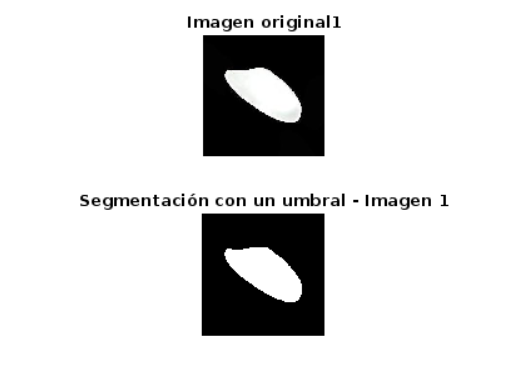 Imagen original1
Segmentación con un umbral - Imagen 1